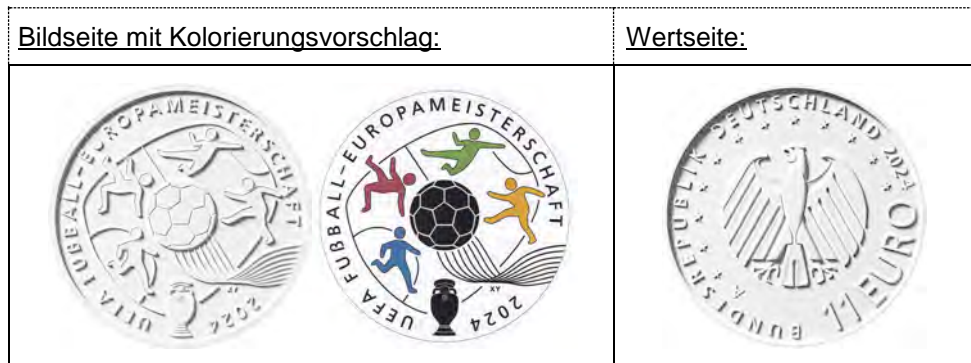 Bildseite mit Kolorierungsvorschlag:
Wertseite:
UEFA FUßBALL-EUROPAMEISTERSCHAFT
2024
UEFA FUßBALL-EUROPAMEISTERSCHAFT
XY
2024
BUNDESREPUBLIK DEUTSCHLAND 2024
A
11 EURO